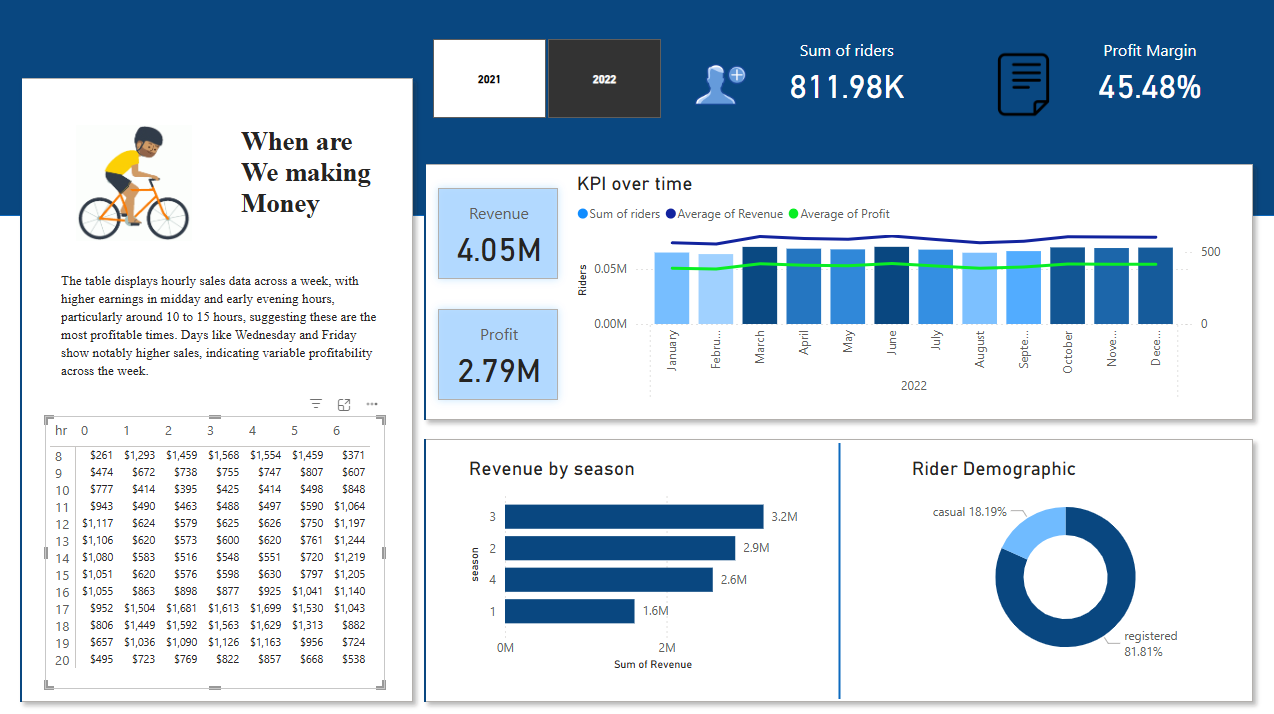 2021
2022
Sum of riders
811.98K
Profit Margin
45.48%
When are
We making
Money
The table displays hourly sales data across a week, with
higher earnings in midday and early evening hours,
particularly around 10 to 15 hours, suggesting these are the
most profitable times. Days like Wednesday and Friday
show notably higher sales, indicating variable profitability
across the week.
hr 0 1 2 3 4 5 6
8 $261 $1,293 $1,459 $1,568 $1,554 $1,459 $371
9 $474 $672 $738 $755 $747 $807 $607
10 $777 $414 $395 $425 $414 $498 $848
11 $943 $490 $463 $488 $497 $590 $1,064
12 $1,117 $624 $579 $625 $626 $750 $1,197
13 $1,106 $620 $573 $600 $620 $761 $1,244
14 $1,080 $583 $516 $548 $551 $720 $1,219
15 $1,051 $620 $576 $598 $630 $797 $1,205
16 $1,055 $863 $898 $877 $925 $1,041 $1,140
17 $952 $1,504 $1,681 $1,613 $1,699 $1,530 $1,043
18 $806 $1,449 $1,592 $1,563 $1,629 $1,313 $882
19 $657 $1,036 $1,090 $1,126 $1,163 $956 $724
20 $495 $723 $769 $822 $857 $668 $538
Revenue
4.05M
Profit
2.79M
KPI over time
Sum of riders Average of Revenue Average of Profit
Riders
0.05M
0.00M
500
0
January
Febru...
March
April
May
June
July
August
Septe...
October
Nove...
Dece...
2022
Revenue by season
season
3 3.2M
2 2.9M
4 2.6M
1 1.6M
0M 2M
Sum of Revenue
Rider Demographic
casual 18.19%
registered
81.81%